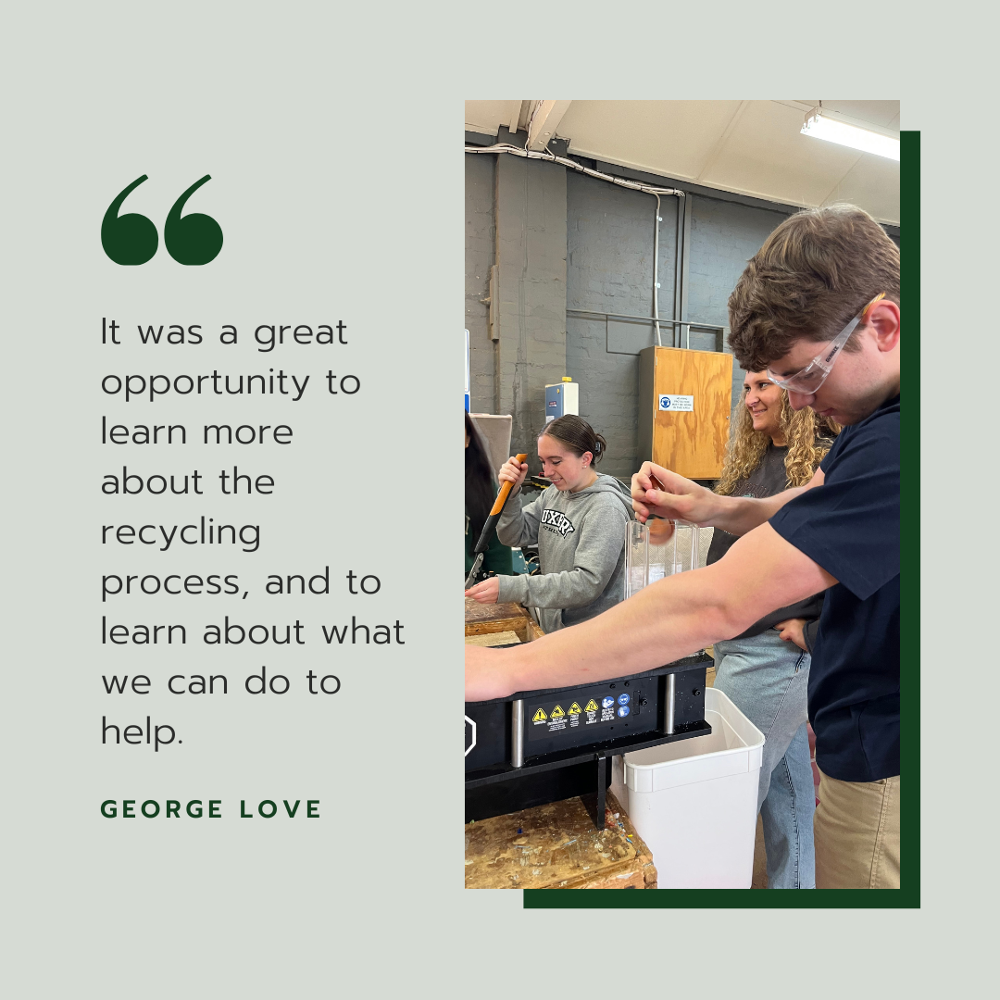 It was a great
opportunity to
learn more
about the
recycling
process, and to
learn about what
we can do to
help.
GEORGE LOVE